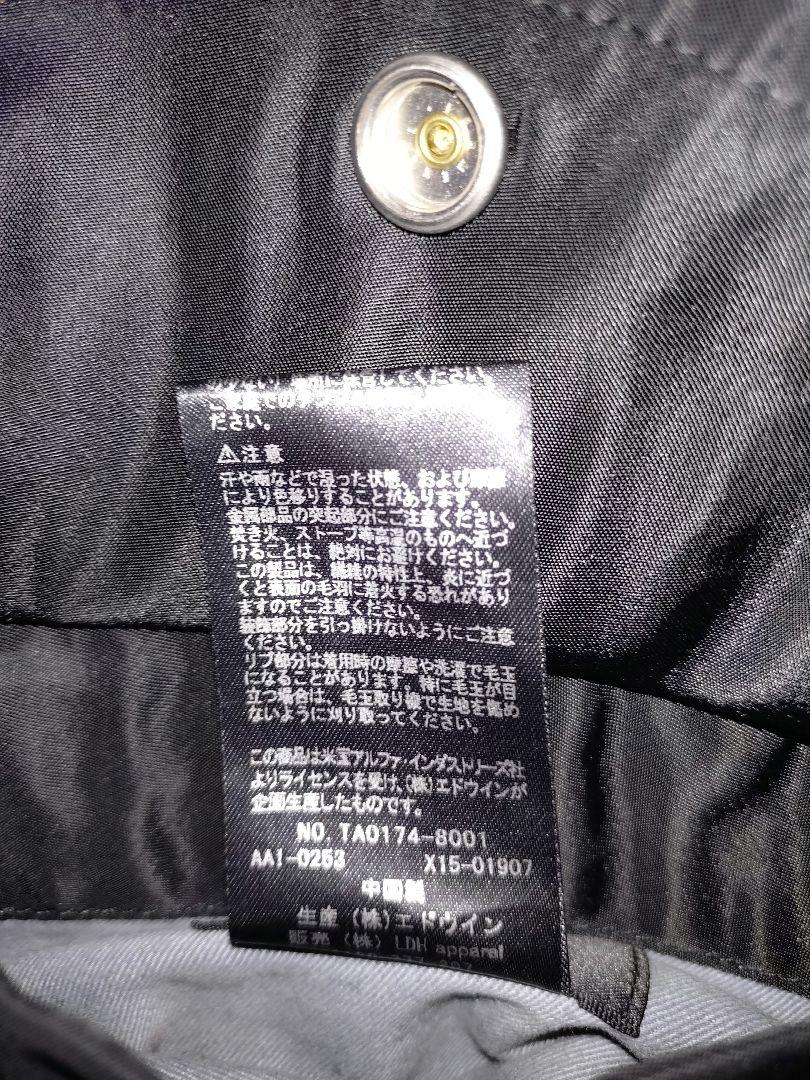 してください。
ださい。
⚠注意
汗や雨などで湿った状態、および摩擦
により色移りすることがあります。
金属部品の突起部分にご注意ください。
焚き火、ストーブ等高温のものへ近づ
けることは、絶対にお避けください。
この製品は、繊維の特性上、炎に近づ
くと表面の毛羽に着火する恐れがあり
ますのでご注意ください。
装飾部分を引っ掛けないようにご注意
ください。
リブ部分は着用時の摩擦や洗濯で毛玉
になることがあります。特に毛玉が目
立つ場合は、毛玉取り機で生地を傷め
ないように刈り取ってください。
この商品は米国アルファ・インダストリーズ社
よりライセンスを受け、(株)エドウインが
企画生産したものです。
NO. TA0174-8001
AA1-0253 X15-01907
中国製
生産 (株)エドウイン
販売 (株) LDH apparal